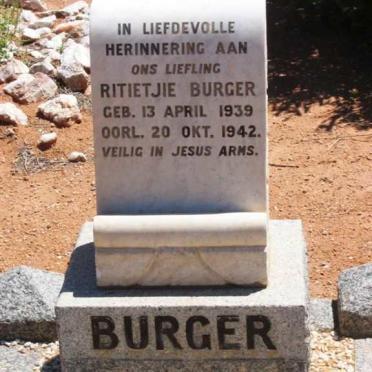 IN LIEFDEVOLLE
HERINNERING AAN
ONS LIEFLING
RITIETJIE BURGER
GEB. 13 APRIL 1939
OORL. 20 OKT. 1942.
VEILIG IN JESUS ARMS.
BURGER